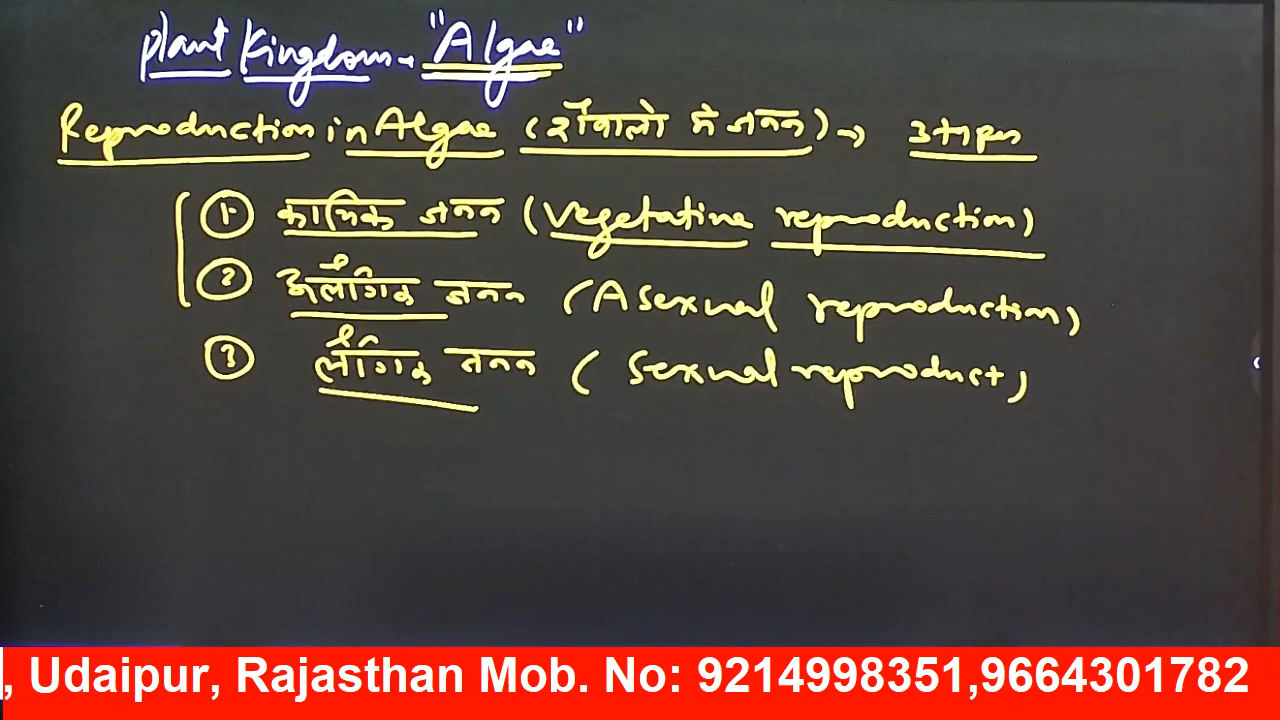 Plant Kingdom - "Algae"
Reproduction in Algae (शैवालो मे जनन) → 3 types
① कायिक जनन (Vegetative reproduction)
② अलैंगिक जनन (Asexual reproduction)
③ लैंगिक जनन (Sexual reproduct)
, Udaipur, Rajasthan Mob. No: 9214998351,9664301782